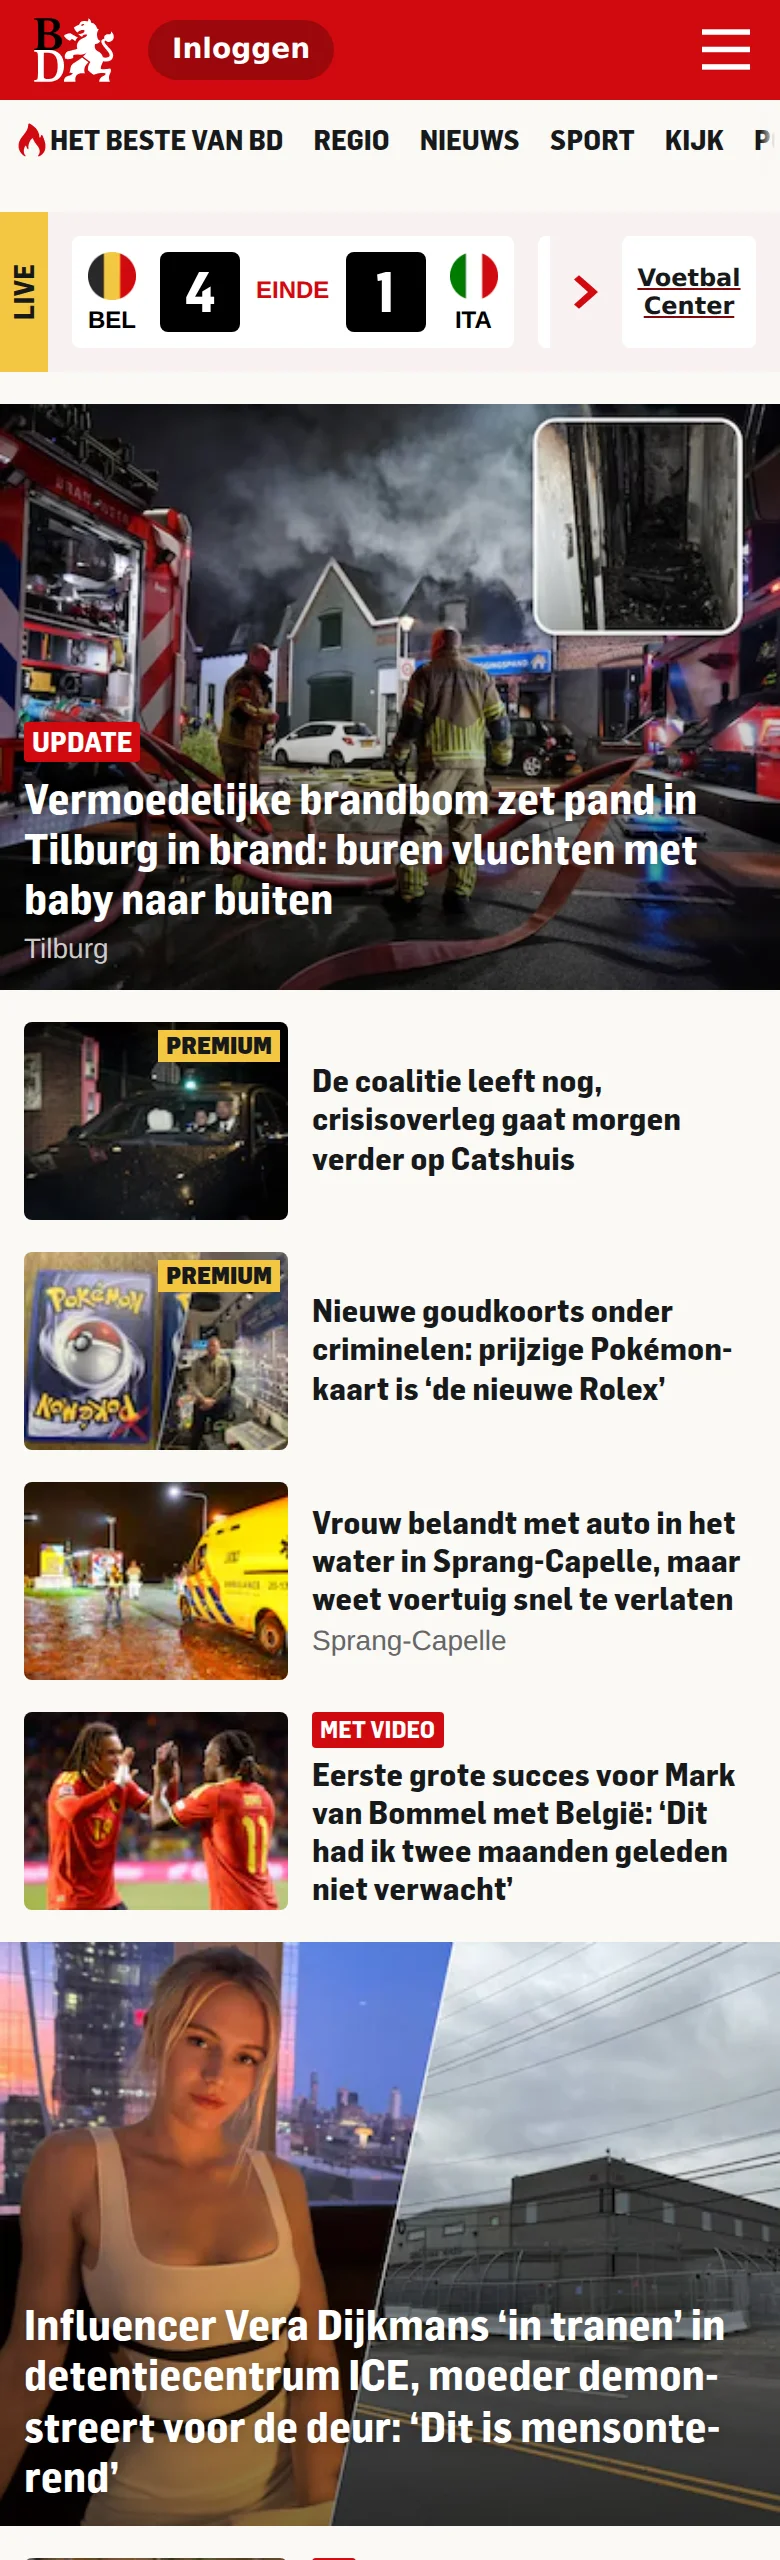 BD
Inloggen
HET BESTE VAN BD REGIO NIEUWS SPORT KIJK
LIVE
4 EINDE 1
BEL ITA
Voetbal
Center
UPDATE
Vermoedelijke brandbom zet pand in
Tilburg in brand: buren vluchten met
baby naar buiten
Tilburg
PREMIUM
De coalitie leeft nog,
crisisoverleg gaat morgen
verder op Catshuis
PREMIUM
Pokémon
Pokémon
Nieuwe goudkoorts onder
criminelen: prijzige Pokémon-
kaart is ‘de nieuwe Rolex’
Vrouw belandt met auto in het
water in Sprang-Capelle, maar
weet voertuig snel te verlaten
Sprang-Capelle
MET VIDEO
Eerste grote succes voor Mark
van Bommel met België: ‘Dit
had ik twee maanden geleden
niet verwacht’
19
11
Influencer Vera Dijkmans ‘in tranen’ in
detentiecentrum ICE, moeder demon-
streert voor de deur: ‘Dit is mensonte-
rend’